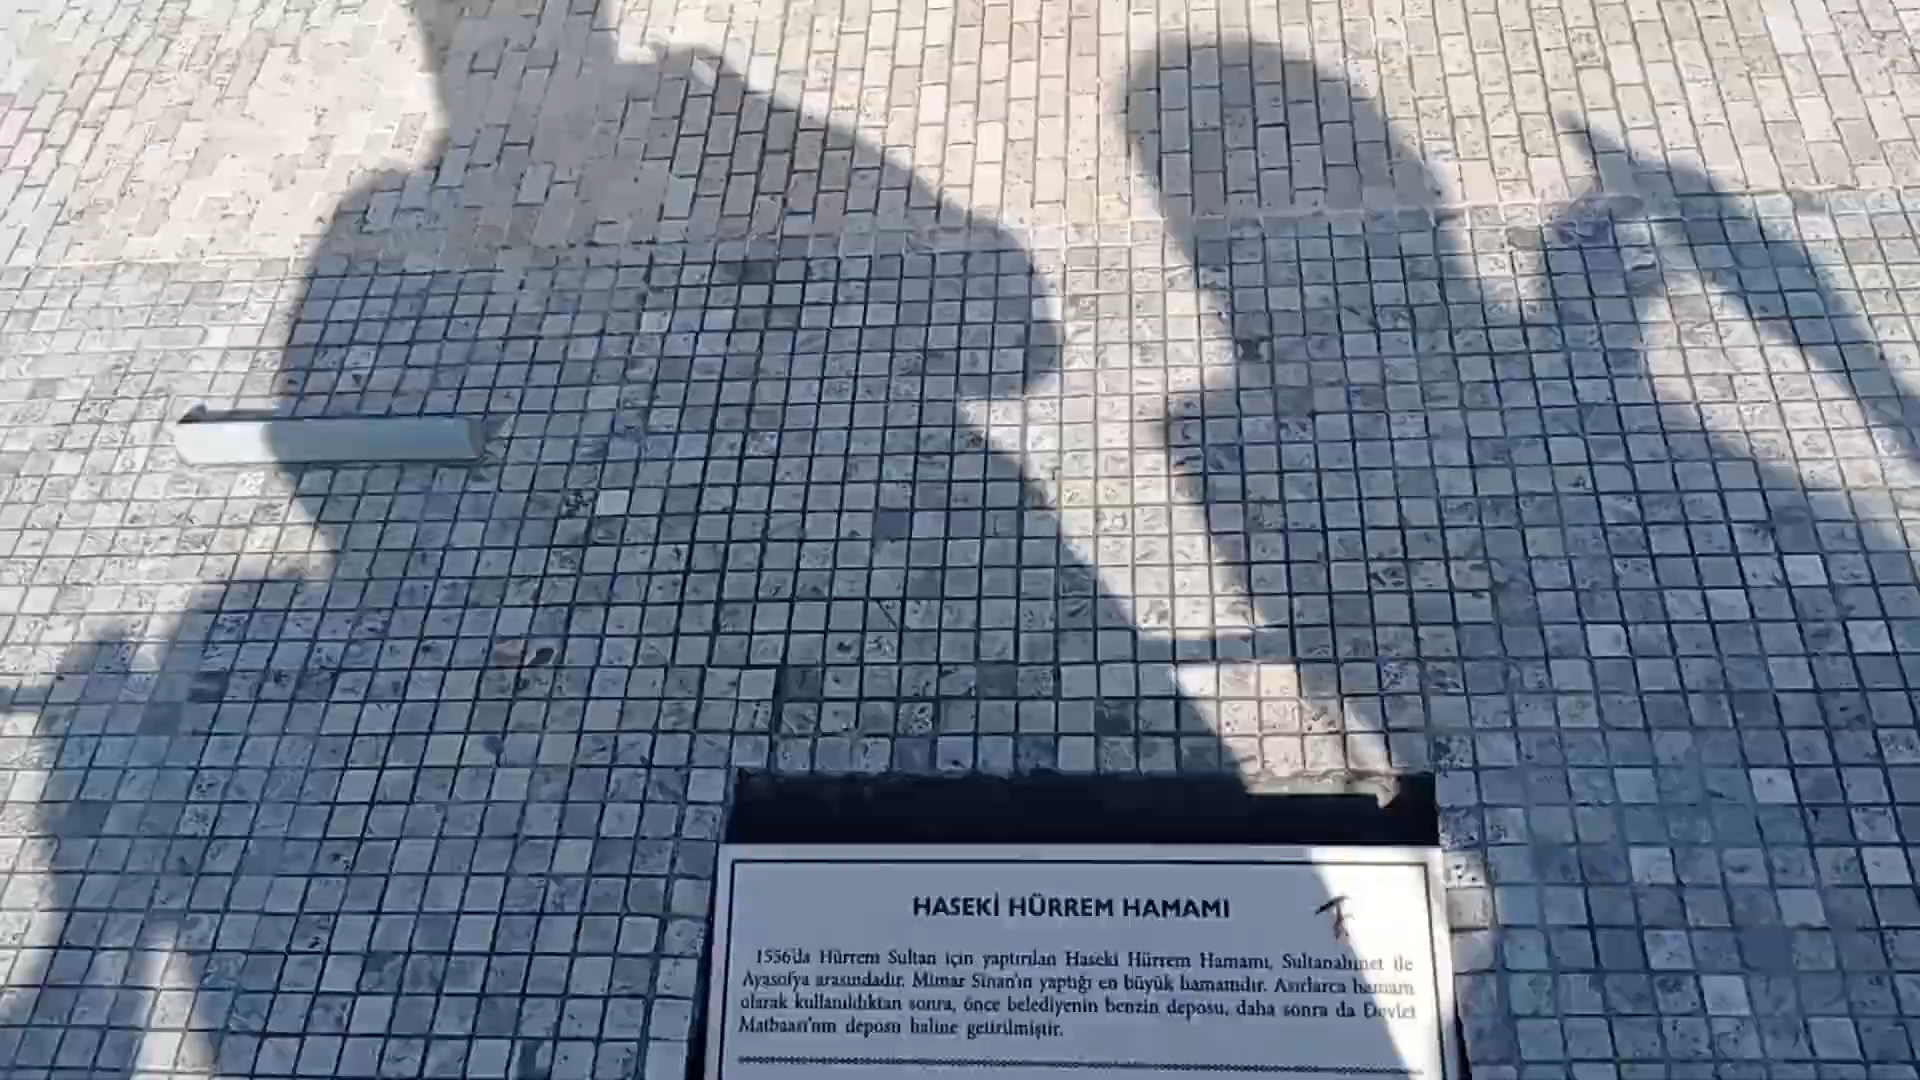 HASEKİ HÜRREM HAMAMI
1556'da Hürrem Sultan için yaptırılan Haseki Hürrem Hamamı, Sultanahmet ile
Ayasofya arasındadır. Mimar Sinan'ın yaptığı en büyük hamamdır. Asırlarca hamam
olarak kullanıldıktan sonra, önce belediyenin benzin deposu, daha sonra da Devlet
Matbaası'nın deposu haline getirilmiştir.